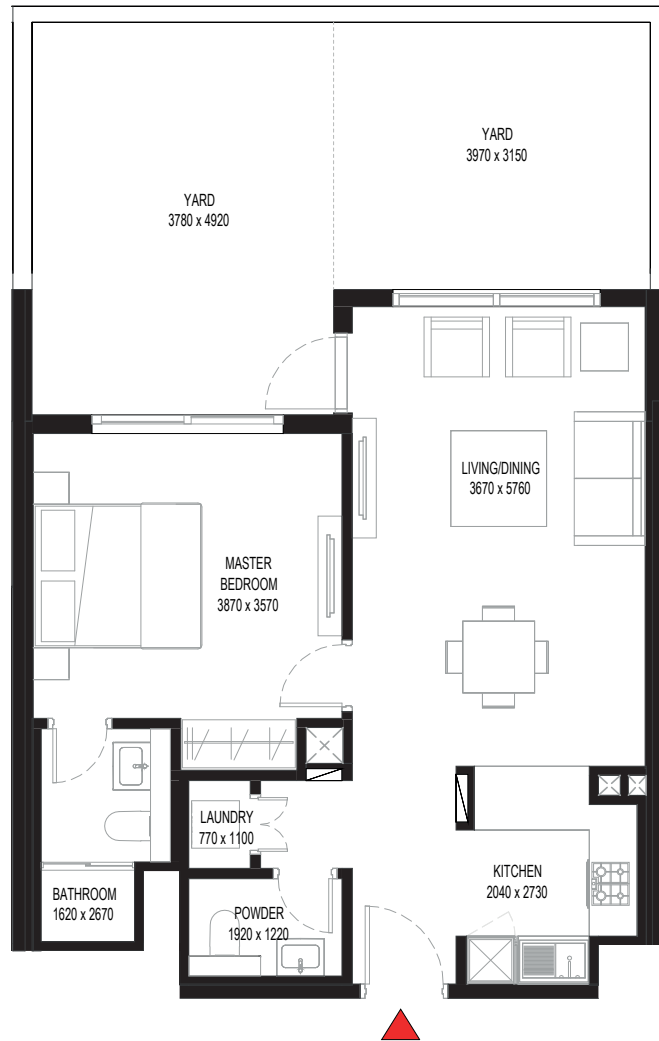 YARD
3970 x 3150
YARD
3780 x 4920
LIVING/DINING
3670 x 5760
MASTER
BEDROOM
3870 x 3570
LAUNDRY
770 x 1100
KITCHEN
2040 x 2730
BATHROOM
1620 x 2670
POWDER
1920 x 1220